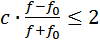 c · (f − f₀)/(f + f₀) ≤ 2